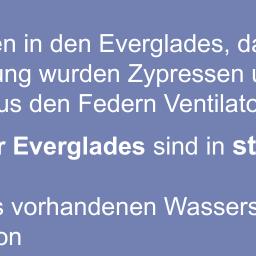 en in den Everglades, da
ung wurden Zypressen u
us den Federn Ventilato
r Everglades sind in st
s vorhandenen Wassers
on